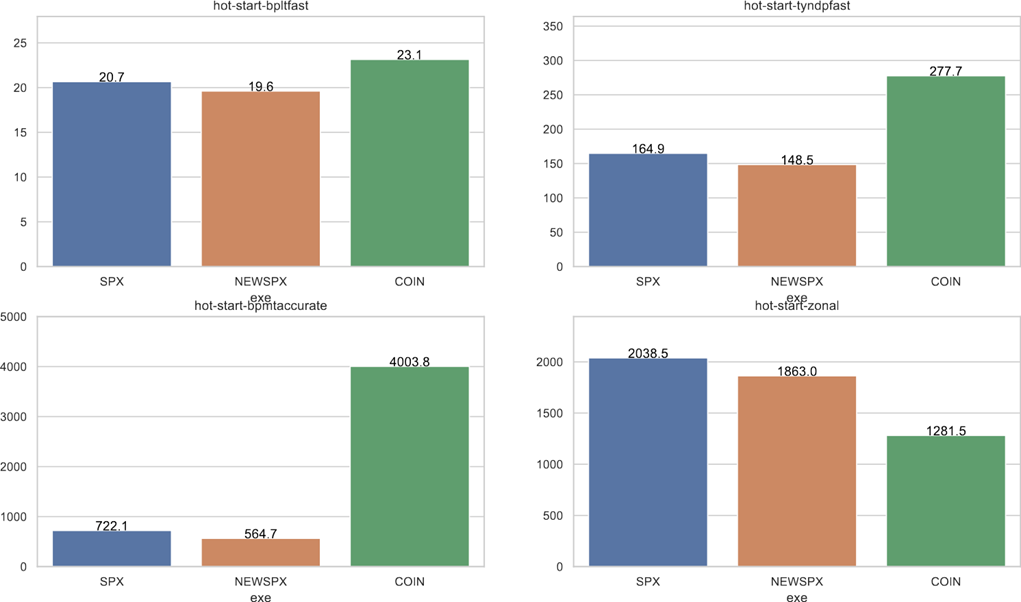 hot-start-bpltfast
25
20
15
10
5
0
20.7
19.6
23.1
SPX
NEWSPX
COIN
exe
hot-start-tyndpfast
350
300
250
200
150
100
50
0
164.9
148.5
277.7
SPX
NEWSPX
COIN
exe
hot-start-bpmtaccurate
5000
4000
3000
2000
1000
0
722.1
564.7
4003.8
SPX
NEWSPX
COIN
exe
hot-start-zonal
2000
1500
1000
500
0
2038.5
1863.0
1281.5
SPX
NEWSPX
COIN
exe